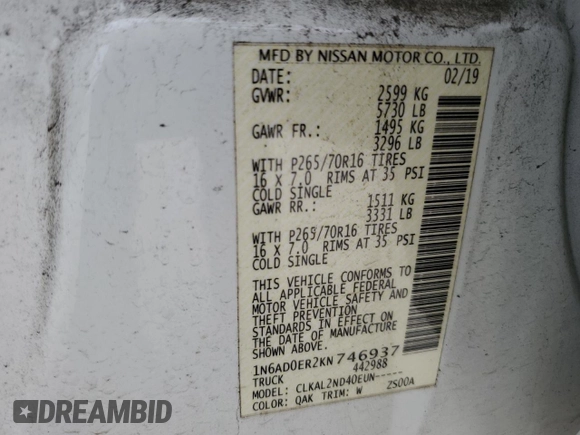 MFD BY NISSAN MOTOR CO., LTD.
DATE: 02/19
GVWR: 2599 KG
5730 LB
GAWR FR.: 1495 KG
3296 LB
WITH P265/70R16 TIRES
16 X 7.0 RIMS AT 35 PSI
COLD SINGLE
GAWR RR.: 1511 KG
3331 LB
WITH P265/70R16 TIRES
16 X 7.0 RIMS AT 35 PSI
COLD SINGLE
THIS VEHICLE CONFORMS TO
ALL APPLICABLE FEDERAL
MOTOR VEHICLE SAFETY AND
THEFT PREVENTION
STANDARDS IN EFFECT ON
THE DATE OF MANUFACTURE
SHOWN ABOVE.
1N6AD0ER2KN746937
TRUCK 442988
MODEL: CLKAL2ND40EUN-----
COLOR: QAK TRIM: W ZS00A
AUTOBIDCAR